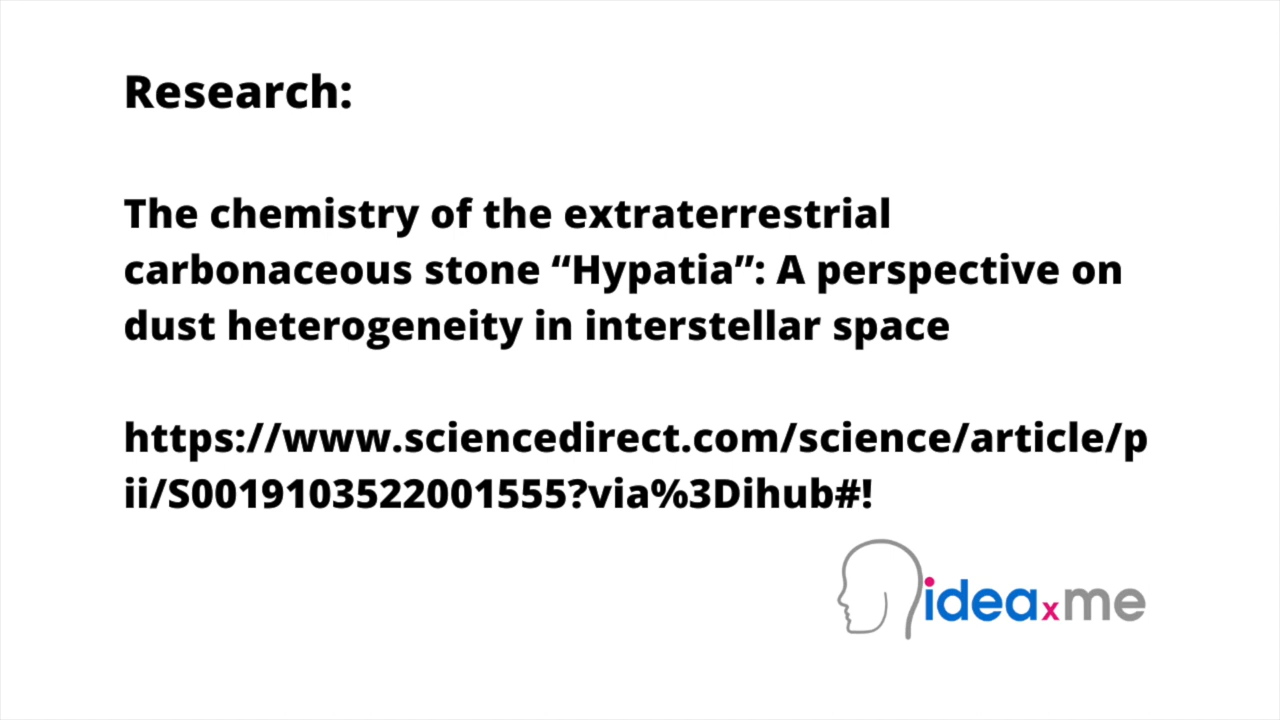 Research:
The chemistry of the extraterrestrial
carbonaceous stone “Hypatia”: A perspective on
dust heterogeneity in interstellar space
https://www.sciencedirect.com/science/article/p
ii/S0019103522001555?via%3Dihub#!
ideaxme